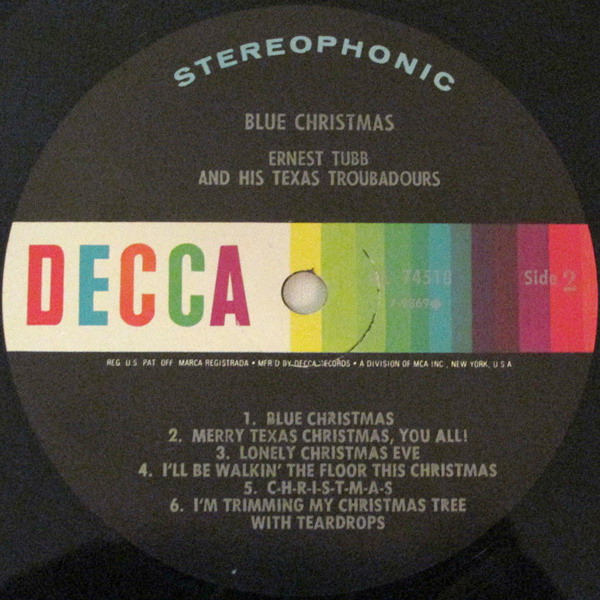 STEREOPHONIC
BLUE CHRISTMAS
ERNEST TUBB
AND HIS TEXAS TROUBADOURS
DECCA
74518
Side 2
7-9369
REG. U.S. PAT. OFF. MARCA REGISTRADA • MFR'D BY DECCA RECORDS • A DIVISION OF MCA INC., NEW YORK, U.S.A
1. BLUE CHRISTMAS
2. MERRY TEXAS CHRISTMAS, YOU ALL!
3. LONELY CHRISTMAS EVE
4. I'LL BE WALKIN' THE FLOOR THIS CHRISTMAS
5. C-H-R-I-S-T-M-A-S
6. I'M TRIMMING MY CHRISTMAS TREE
WITH TEARDROPS